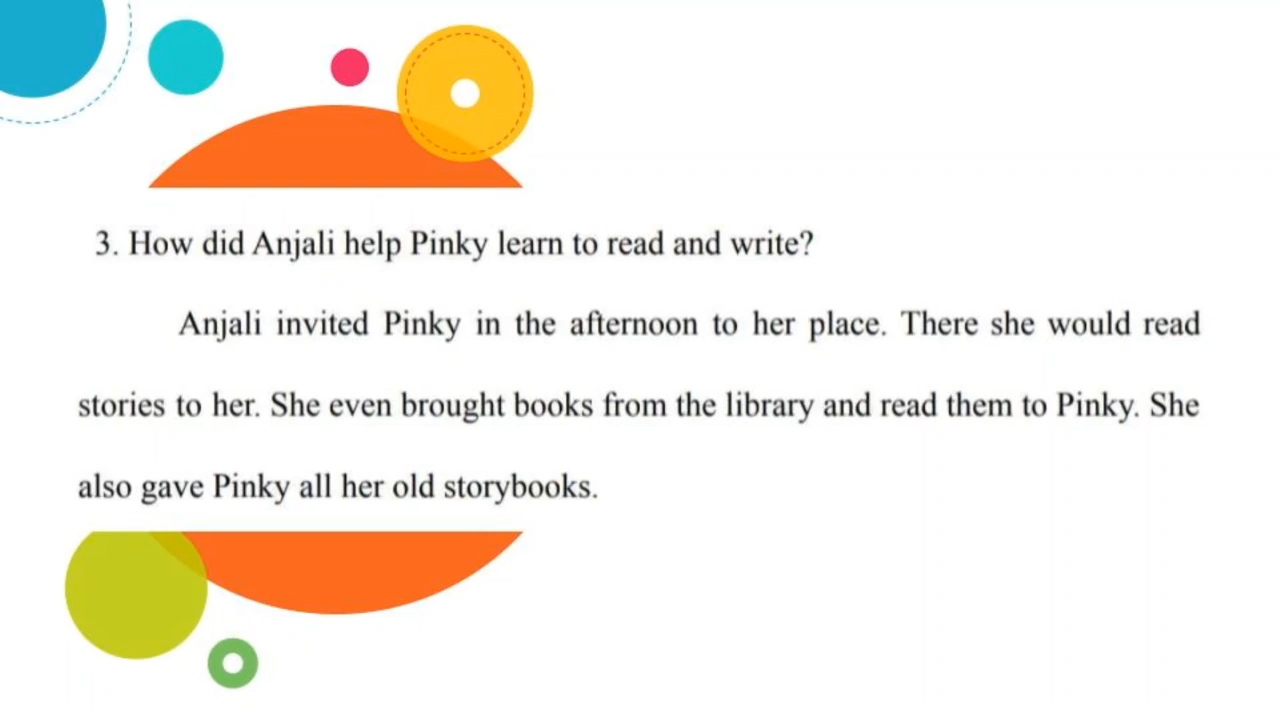 3. How did Anjali help Pinky learn to read and write?
Anjali invited Pinky in the afternoon to her place. There she would read
stories to her. She even brought books from the library and read them to Pinky. She
also gave Pinky all her old storybooks.